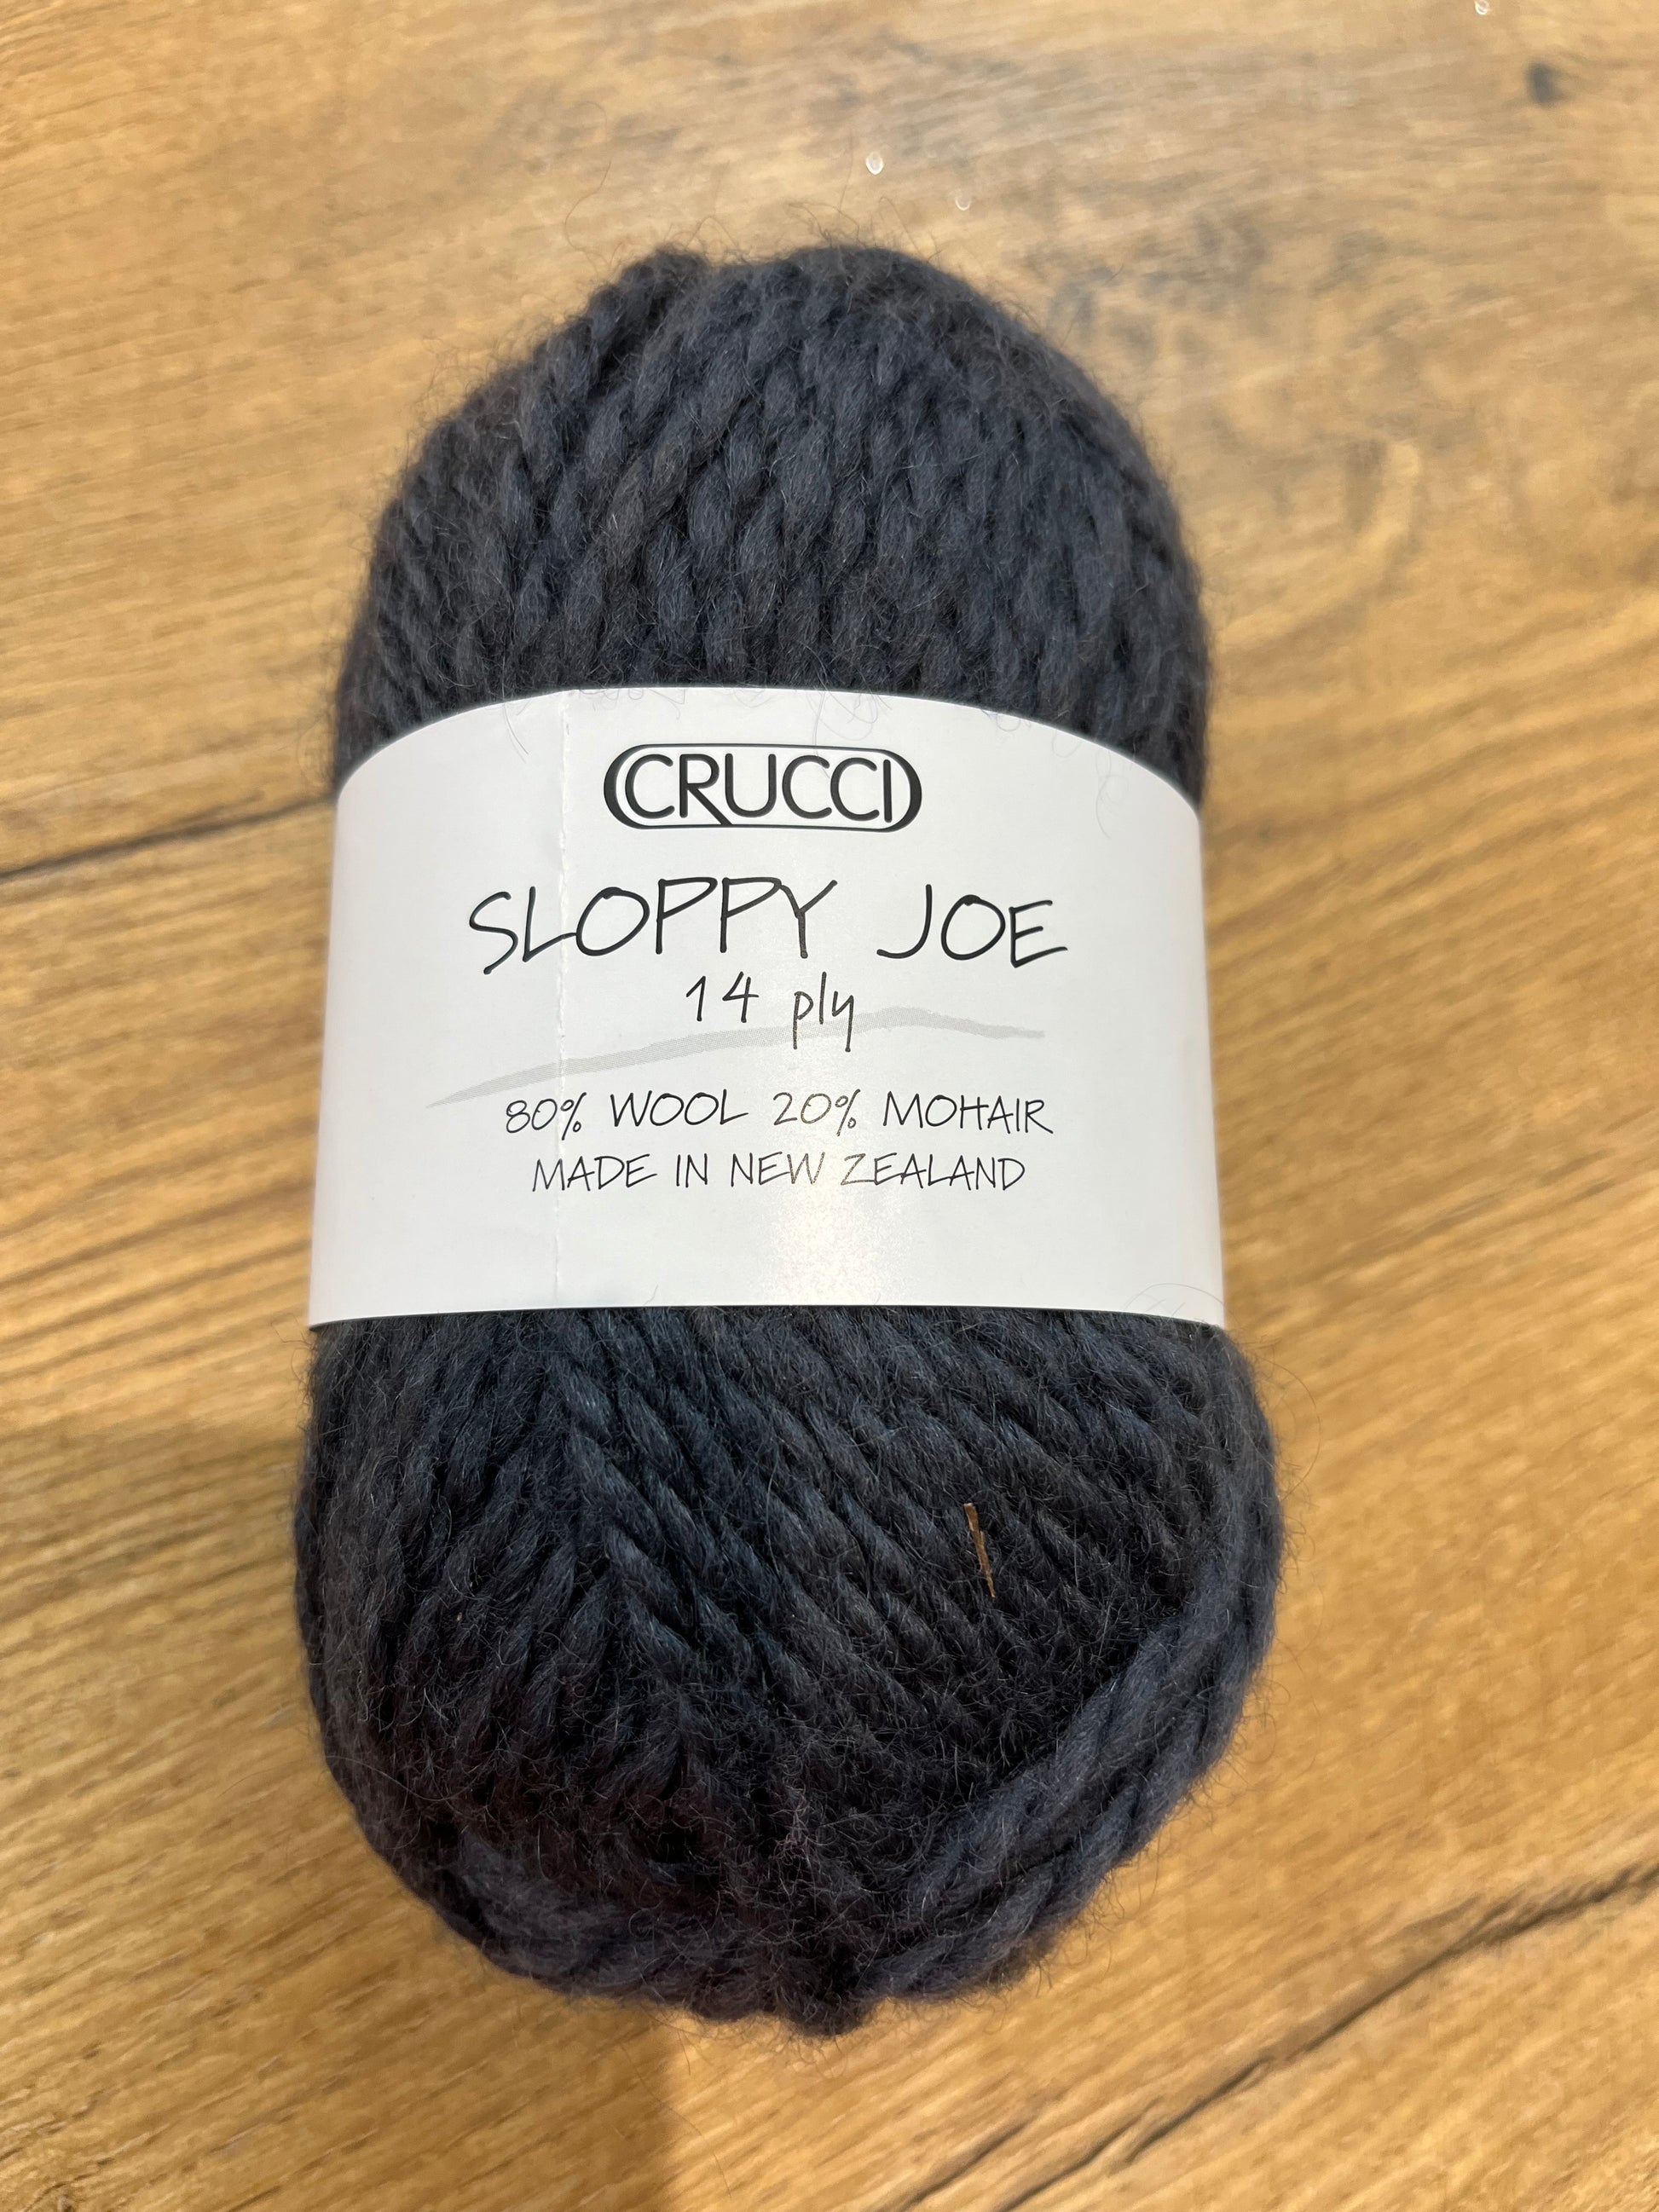 CRUCCI
SLOPPY JOE
14 ply
80% WOOL 20% MOHAIR
MADE IN NEW ZEALAND